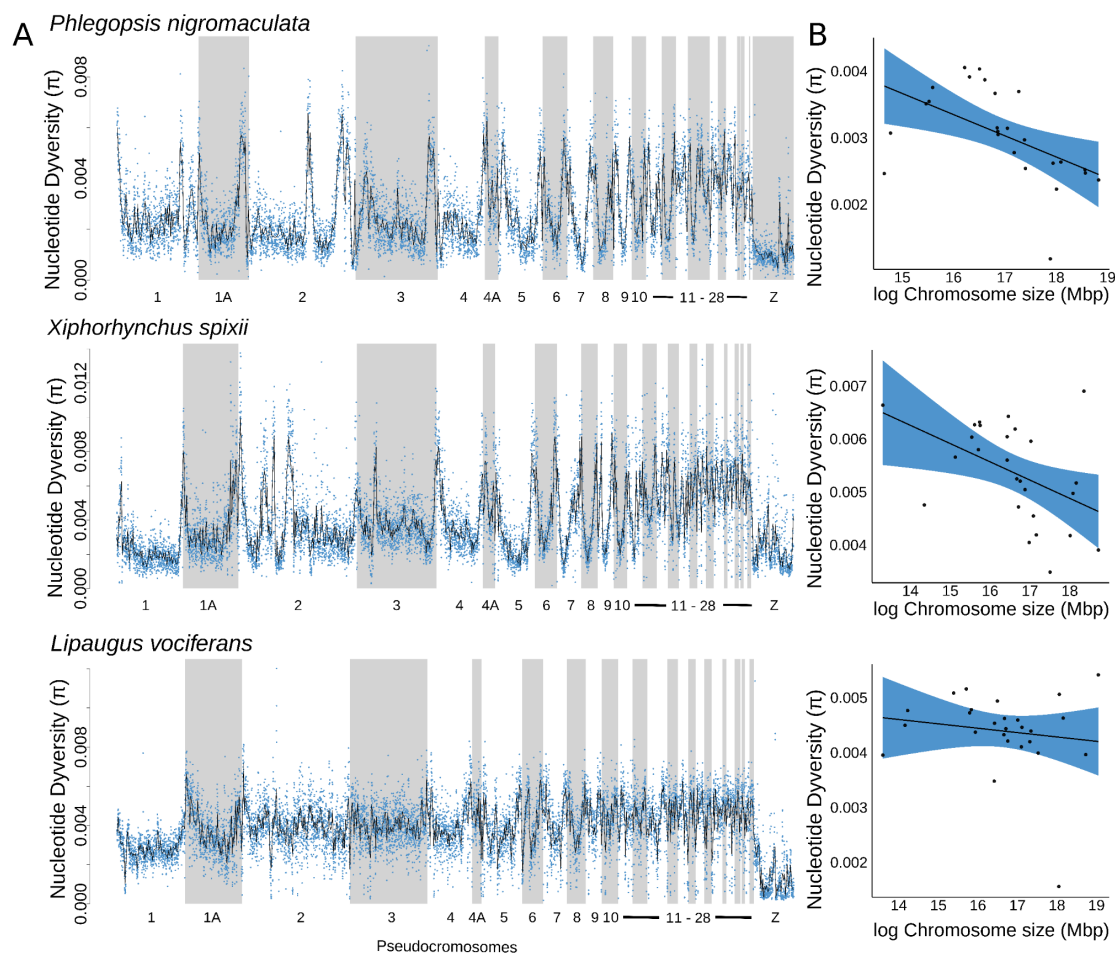 A
Phlegopsis nigromaculata
B
Nucleotide Dyversity (π)
0.008
0.004
0.000
1 1A 2 3 4 4A 5 6 7 8 9 10 11 - 28 Z
Nucleotide Dyversity (π)
0.004
0.003
0.002
15 16 17 18 19
log Chromosome size (Mbp)
Xiphorhynchus spixii
Nucleotide Dyversity (π)
0.012
0.008
0.004
0.000
1 1A 2 3 4 4A 5 6 7 8 9 10 11 - 28 Z
Nucleotide Dyversity (π)
0.007
0.006
0.005
0.004
14 15 16 17 18
log Chromosome size (Mbp)
Lipaugus vociferans
Nucleotide Dyversity (π)
0.008
0.004
0.000
1 1A 2 3 4 4A 5 6 7 8 9 10 11 - 28 Z
Pseudocromosomes
Nucleotide Dyversity (π)
0.005
0.004
0.003
0.002
14 15 16 17 18 19
log Chromosome size (Mbp)